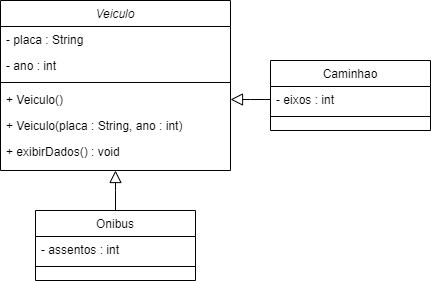 Veiculo
- placa : String
- ano : int
+ Veiculo()
+ Veiculo(placa : String, ano : int)
+ exibirDados() : void
Caminhao
- eixos : int
Onibus
- assentos : int